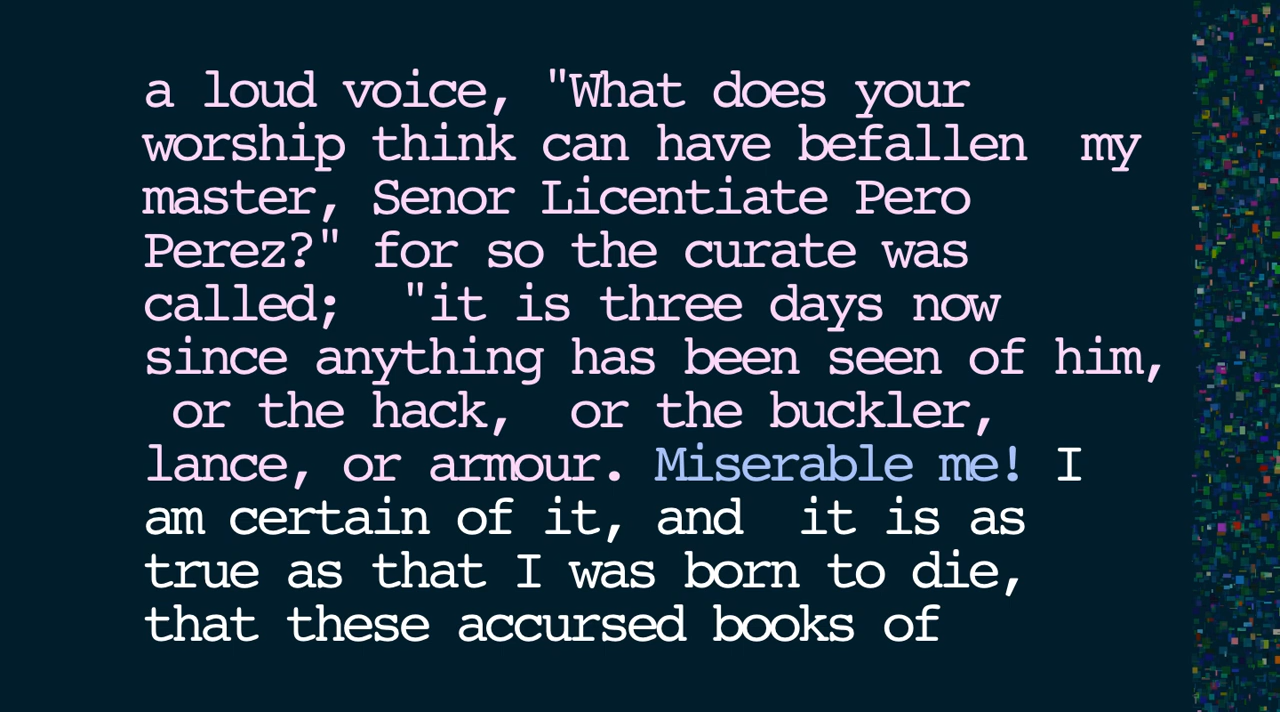 a loud voice, "What does your
worship think can have befallen  my
master, Senor Licentiate Pero
Perez?" for so the curate was
called;  "it is three days now
since anything has been seen of him,
 or the hack,  or the buckler,
lance, or armour. Miserable me! I
am certain of it, and  it is as
true as that I was born to die,
that these accursed books of